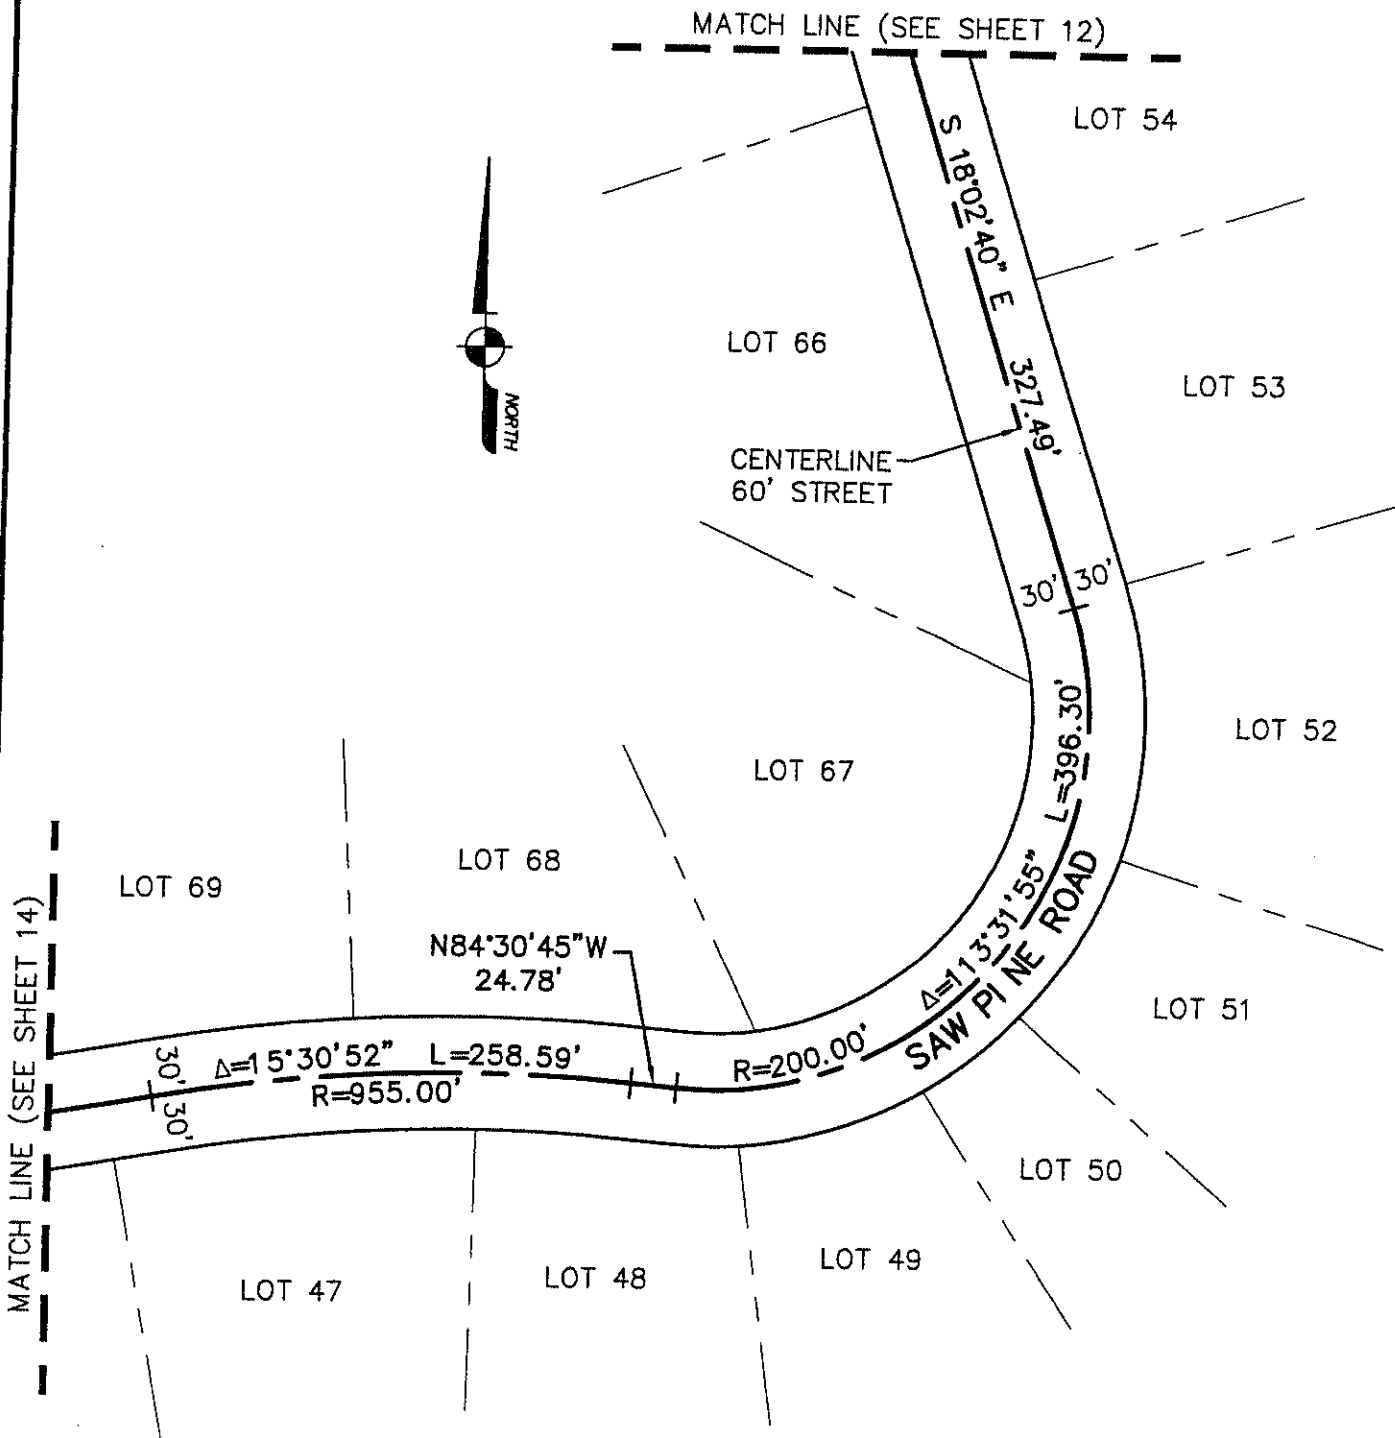 MATCH LINE (SEE SHEET 12)
LOT 54
S 18°02'40" E 327.49'
LOT 66
LOT 53
NORTH
CENTERLINE
60' STREET
30' 30'
LOT 52
LOT 67
L=396.30'
LOT 68
LOT 69
Δ=113°31'55"
SAW PINE ROAD
N84°30'45"W
24.78'
LOT 51
R=200.00'
MATCH LINE (SEE SHEET 14)
30'
30'
Δ=15°30'52" L=258.59'
R=955.00'
LOT 50
LOT 49
LOT 48
LOT 47